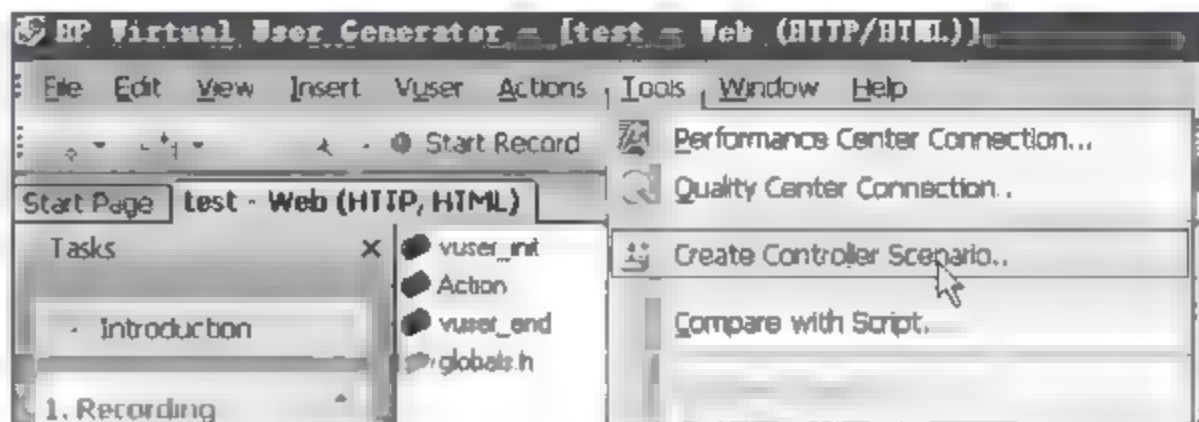 HP Virtual User Generator - [test - Web (HTTP/HTML)]
File Edit View Insert Vuser Actions Tools Window Help
Start Record
Performance Center Connection...
Start Page test - Web (HTTP, HTML)
Quality Center Connection..
Tasks
vuser_init
Create Controller Scenario..
Action
Introduction
vuser_end
Compare with Script.
globals.h
1. Recording